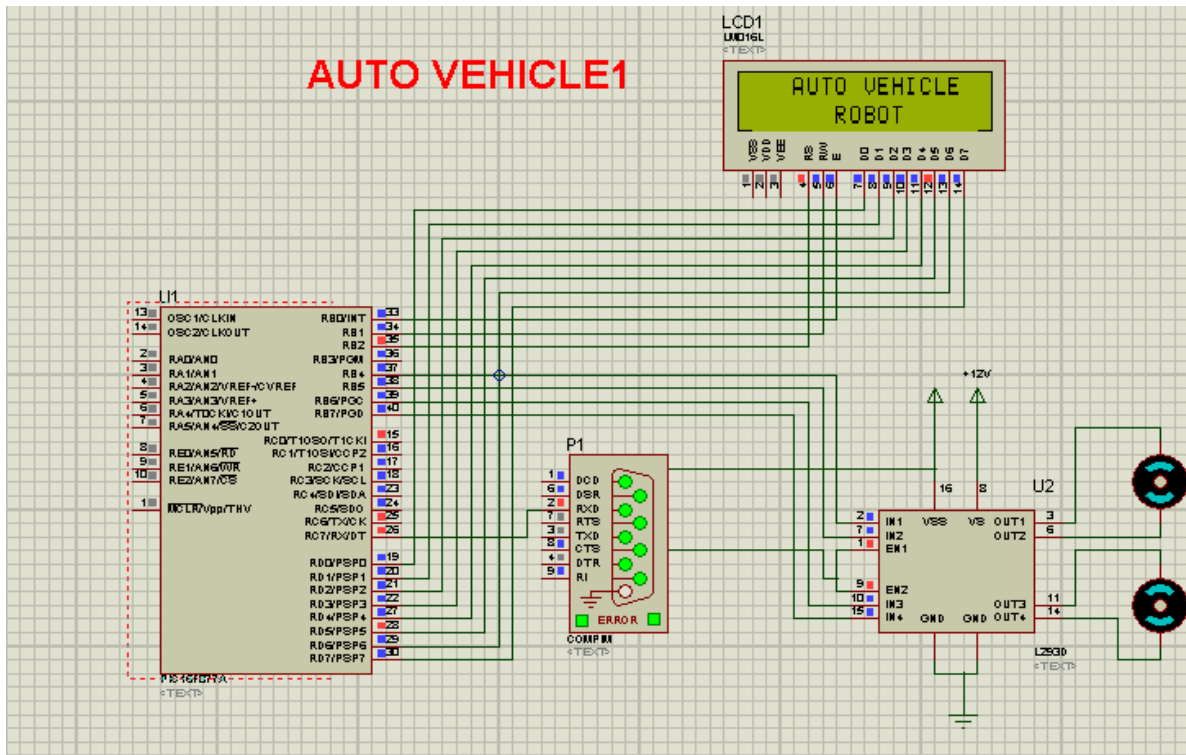 LCD1
LM016L
<TEXT>
AUTO VEHICLE1
AUTO VEHICLE
ROBOT
VSS VDD VEE RS RW E D0 D1 D2 D3 D4 D5 D6 D7
1 2 3 4 5 6 7 8 9 10 11 12 13 14
U1
13 OSC1/CLKIN
14 OSC2/CLKOUT
2 RA0/AN0
3 RA1/AN1
4 RA2/AN2/VREF-/CVREF
5 RA3/AN3/VREF+
6 RA4/T0CKI/C1OUT
7 RA5/AN4/SS/C2OUT
8 RE0/AN5/RD
9 RE1/AN6/WR
10 RE2/AN7/CS
1 MCLR/Vpp/THV
RB0/INT 33
RB1 34
RB2 35
RB3/PGM 36
RB4 37
RB5 38
RB6/PGC 39
RB7/PGD 40
RC0/T1OSO/T1CKI 15
RC1/T1OSI/CCP2 16
RC2/CCP1 17
RC3/SCK/SCL 18
RC4/SDI/SDA 23
RC5/SDO 24
RC6/TX/CK 25
RC7/RX/DT 26
RD0/PSP0 19
RD1/PSP1 20
RD2/PSP2 21
RD3/PSP3 22
RD4/PSP4 27
RD5/PSP5 28
RD6/PSP6 29
RD7/PSP7 30
PIC16F877A
<TEXT>
P1
1 DCD
6 DSR
2 RXD
7 RTS
3 TXD
8 CTS
4 DTR
9 RI
ERROR
COMPIM
<TEXT>
+12V
16 8 U2
2 IN1 VSS VS OUT1 3
7 IN2 OUT2 6
1 EN1
9 EN2
10 IN3 OUT3 11
15 IN4 GND GND OUT4 14
L293D
<TEXT>